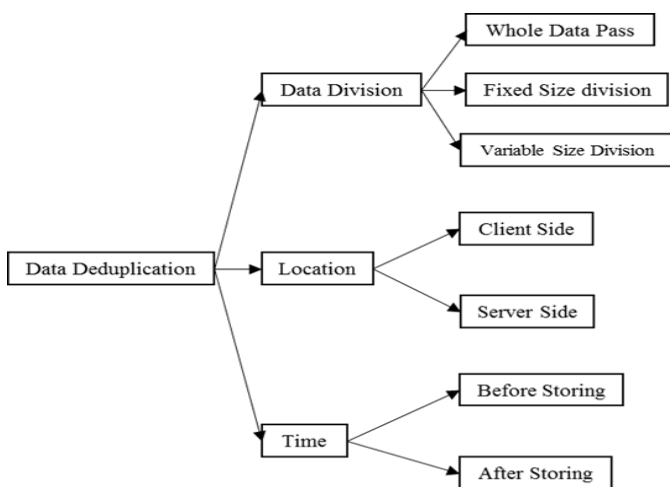 Whole Data Pass
Data Division
Fixed Size division
Variable Size Division
Client Side
Data Deduplication
Location
Server Side
Before Storing
Time
After Storing